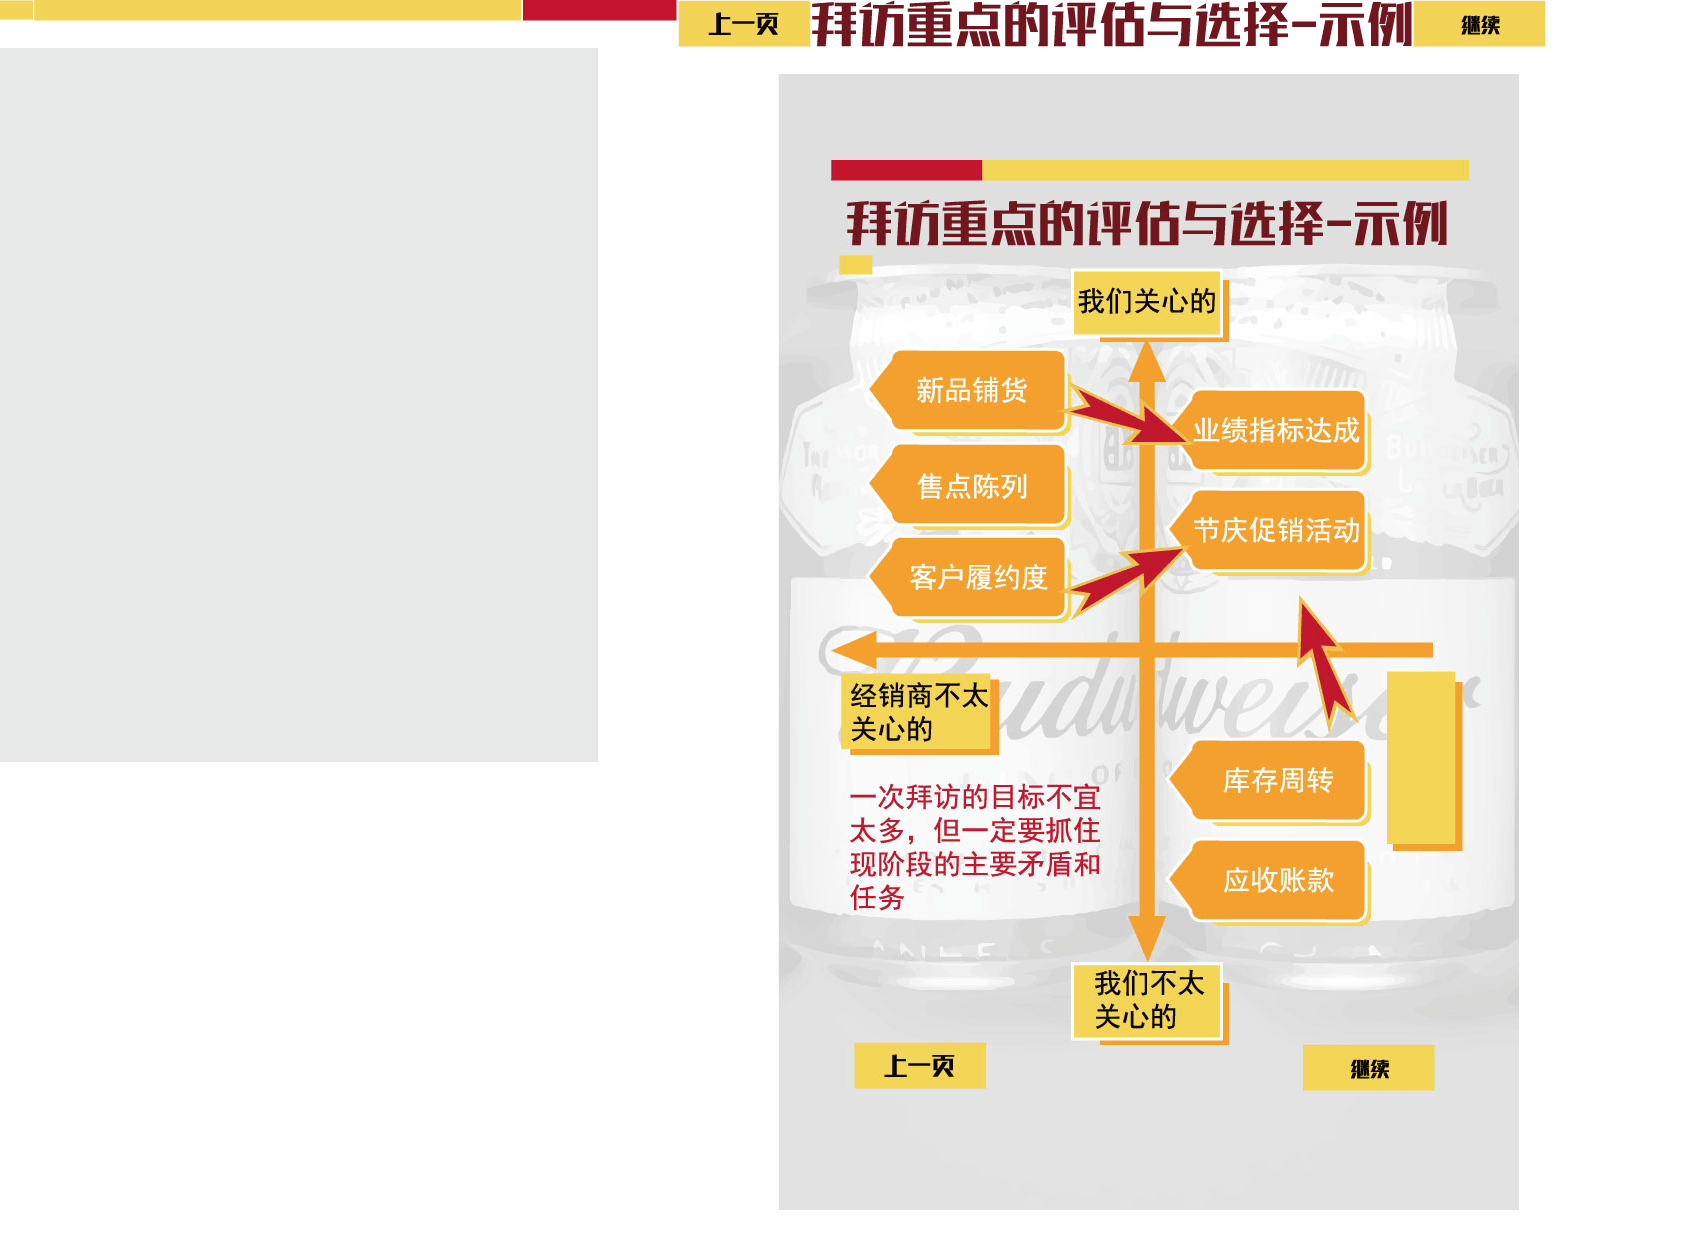 上一页
拜访重点的评估与选择-示例
继续
拜访重点的评估与选择-示例
我们关心的
新品铺货
业绩指标达成
售点陈列
节庆促销活动
客户履约度
经销商不太
关心的
库存周转
一次拜访的目标不宜
太多，但一定要抓住
现阶段的主要矛盾和
任务
应收账款
我们不太
关心的
上一页
继续